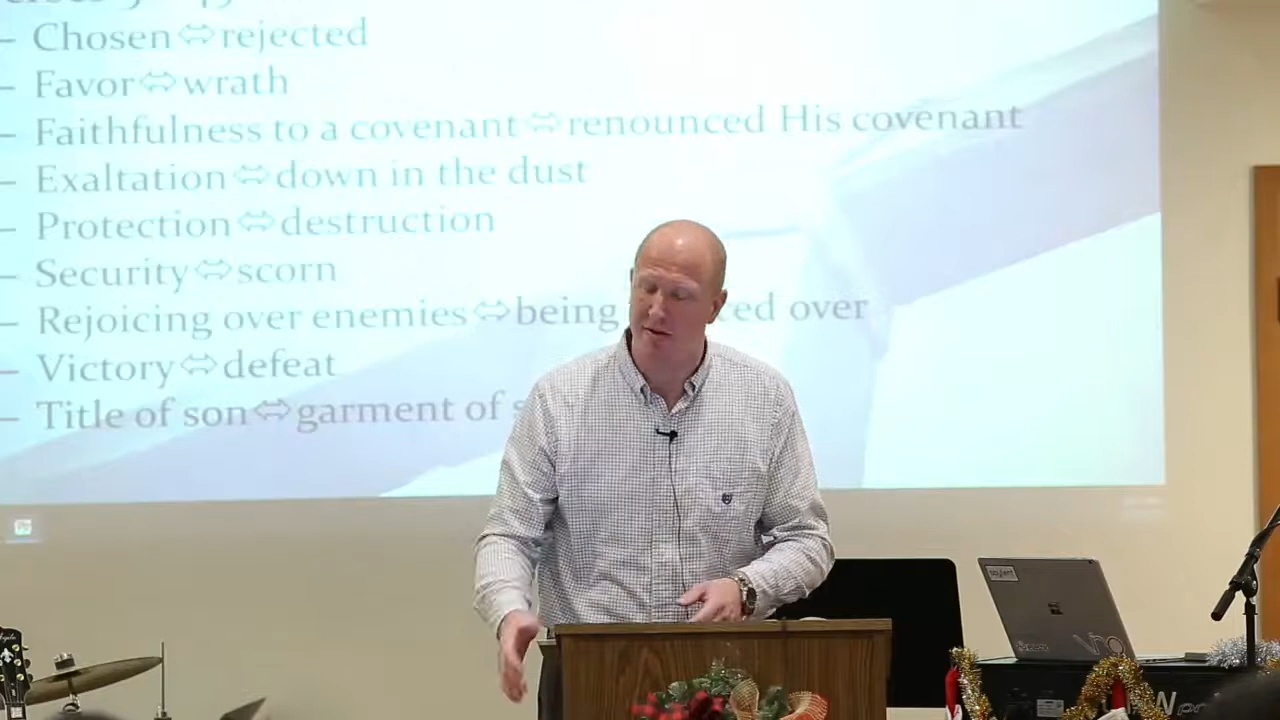 – Chosen⇔rejected
– Favor⇔wrath
– Faithfulness to a covenant⇔renounced His covenant
– Exaltation⇔down in the dust
– Protection⇔destruction
– Security⇔scorn
– Rejoicing over enemies⇔being over
– Victory⇔defeat
– Title of son⇔garment of